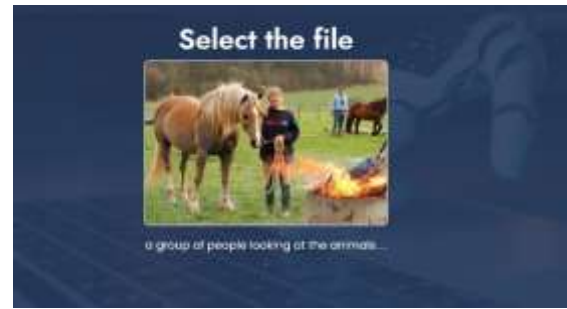 Select the file
a group of people looking at the animals...